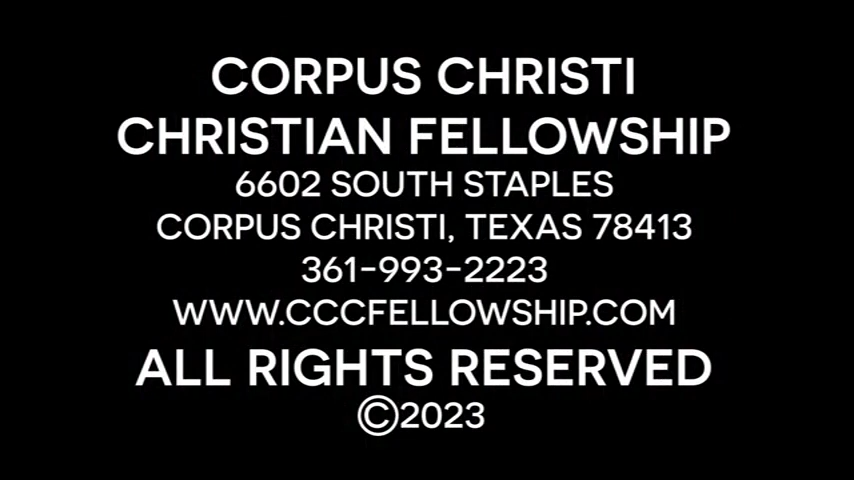 CORPUS CHRISTI
CHRISTIAN FELLOWSHIP
6602 SOUTH STAPLES
CORPUS CHRISTI, TEXAS 78413
361-993-2223
WWW.CCCFELLOWSHIP.COM
ALL RIGHTS RESERVED
©2023